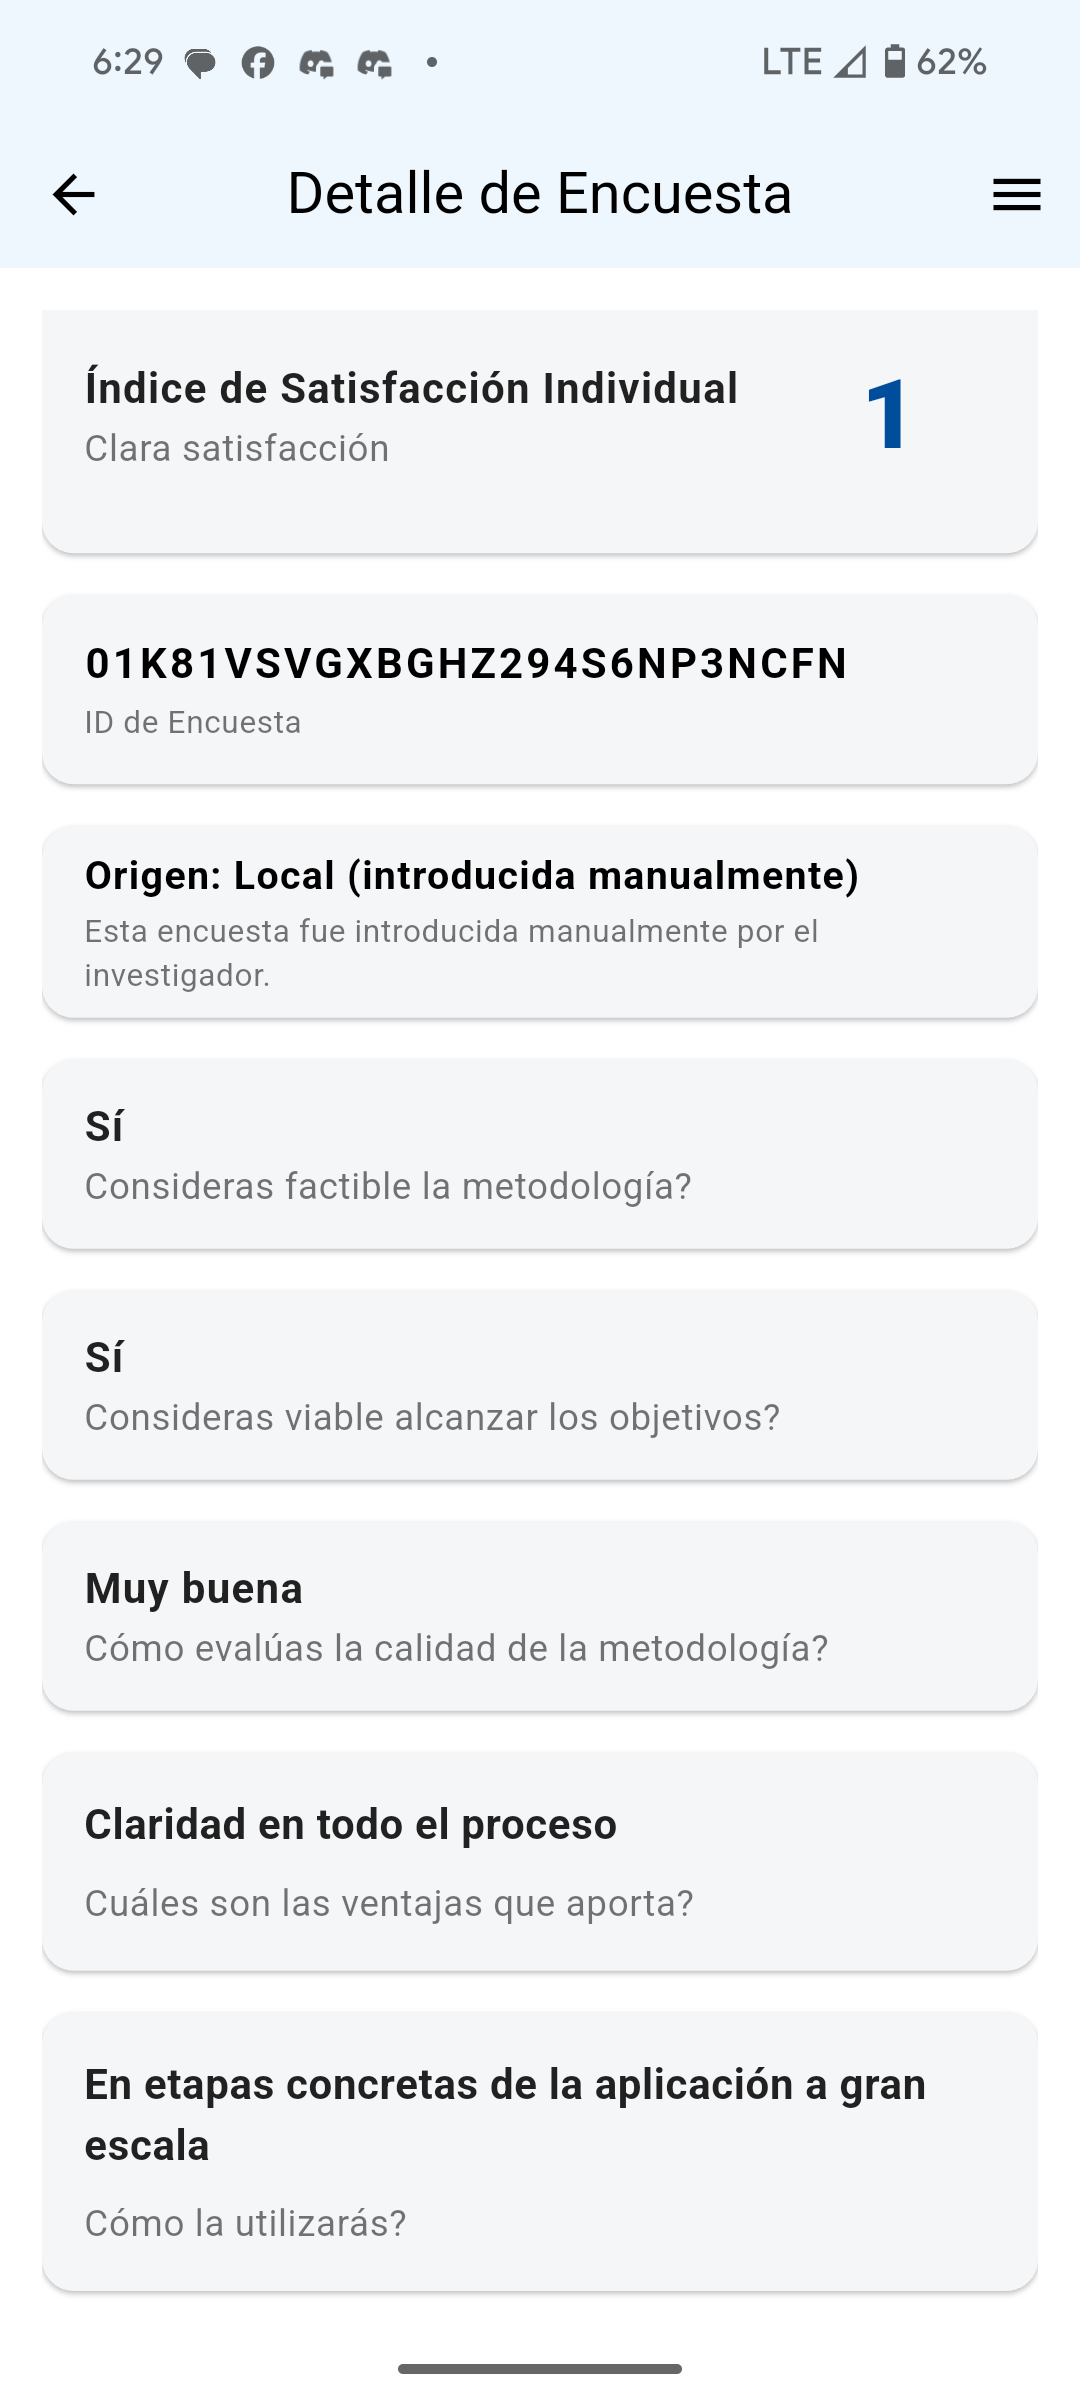 6:29
LTE 62%
Detalle de Encuesta
Índice de Satisfacción Individual
1
Clara satisfacción
01K81VSVGXBGHZ294S6NP3NCFN
ID de Encuesta
Origen: Local (introducida manualmente)
Esta encuesta fue introducida manualmente por el
investigador.
Sí
Consideras factible la metodología?
Sí
Consideras viable alcanzar los objetivos?
Muy buena
Cómo evalúas la calidad de la metodología?
Claridad en todo el proceso
Cuáles son las ventajas que aporta?
En etapas concretas de la aplicación a gran
escala
Cómo la utilizarás?